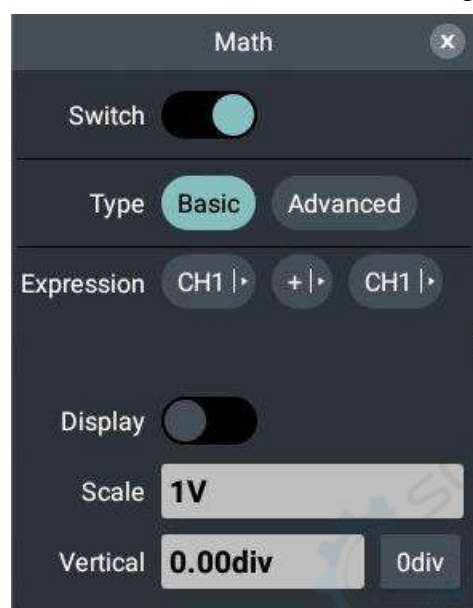 Math x
Switch
Type Basic Advanced
Expression CH1 + CH1
Display
Scale 1V
Vertical 0.00div 0div